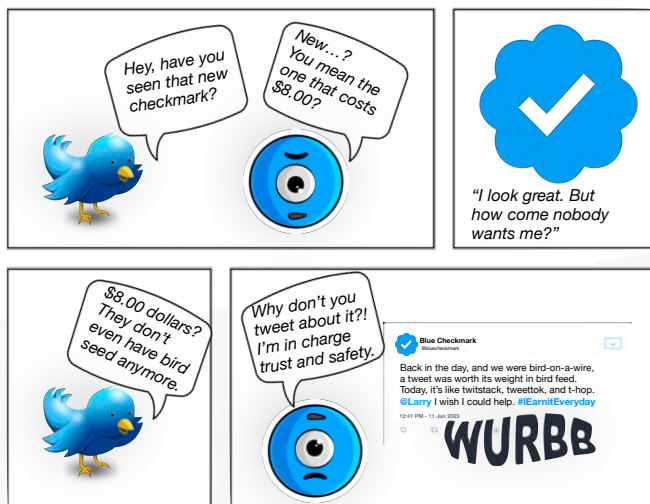 Hey, have you
seen that new
checkmark?
New...?
You mean the
one that costs
$8.00?
"I look great. But
how come nobody
wants me?"
$8.00 dollars?
They don't
even have bird
seed anymore.
Why don't you
tweet about it?!
I'm in charge
trust and safety.
Blue Checkmark
@bluecheckmark
Back in the day, and we were bird-on-a-wire,
a tweet was worth its weight in bird feed.
Today, it's like twitstack, tweettok, and t-hop.
@Larry I wish I could help. #IEarnitEveryday
12:41 PM - 11 Jun 2023
WURBB